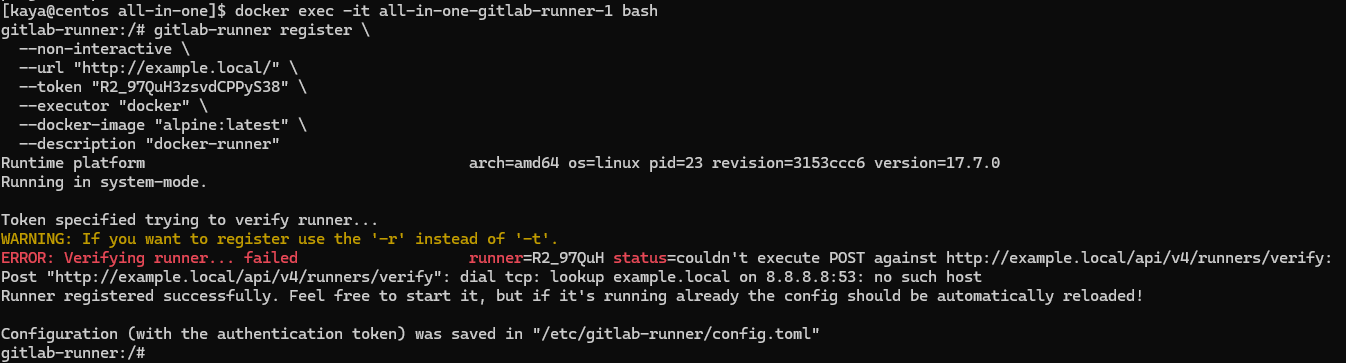 [kaya@centos all-in-one]$ docker exec -it all-in-one-gitlab-runner-1 bash
gitlab-runner:/# gitlab-runner register \
  --non-interactive \
  --url "http://example.local/" \
  --token "R2_97QuH3zsvdCPPyS38" \
  --executor "docker" \
  --docker-image "alpine:latest" \
  --description "docker-runner"
Runtime platform                                    arch=amd64 os=linux pid=23 revision=3153ccc6 version=17.7.0
Running in system-mode.

Token specified trying to verify runner...
WARNING: If you want to register use the '-r' instead of '-t'.
ERROR: Verifying runner... failed                   runner=R2_97QuH status=couldn't execute POST against http://example.local/api/v4/runners/verify:
Post "http://example.local/api/v4/runners/verify": dial tcp: lookup example.local on 8.8.8.8:53: no such host
Runner registered successfully. Feel free to start it, but if it's running already the config should be automatically reloaded!

Configuration (with the authentication token) was saved in "/etc/gitlab-runner/config.toml"
gitlab-runner:/#